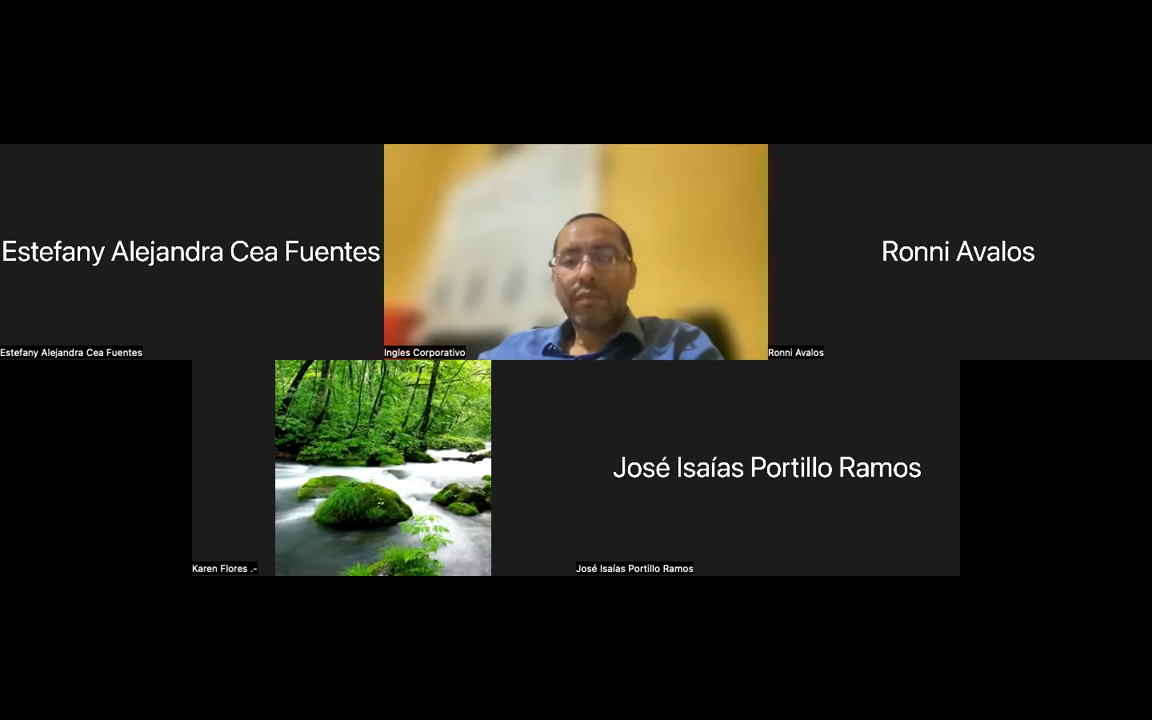 Estefany Alejandra Cea Fuentes
Ronni Avalos
Estefany Alejandra Cea Fuentes
Ingles Corporativo
Ronni Avalos
José Isaías Portillo Ramos
Karen Flores .-
José Isaías Portillo Ramos